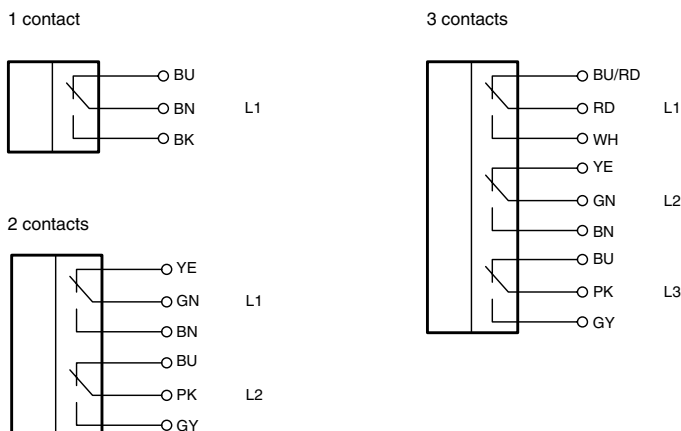 1 contact
BU
BN L1
BK
2 contacts
YE
GN L1
BN
BU
PK L2
GY
3 contacts
BU/RD
RD L1
WH
YE
GN L2
BN
BU
PK L3
GY